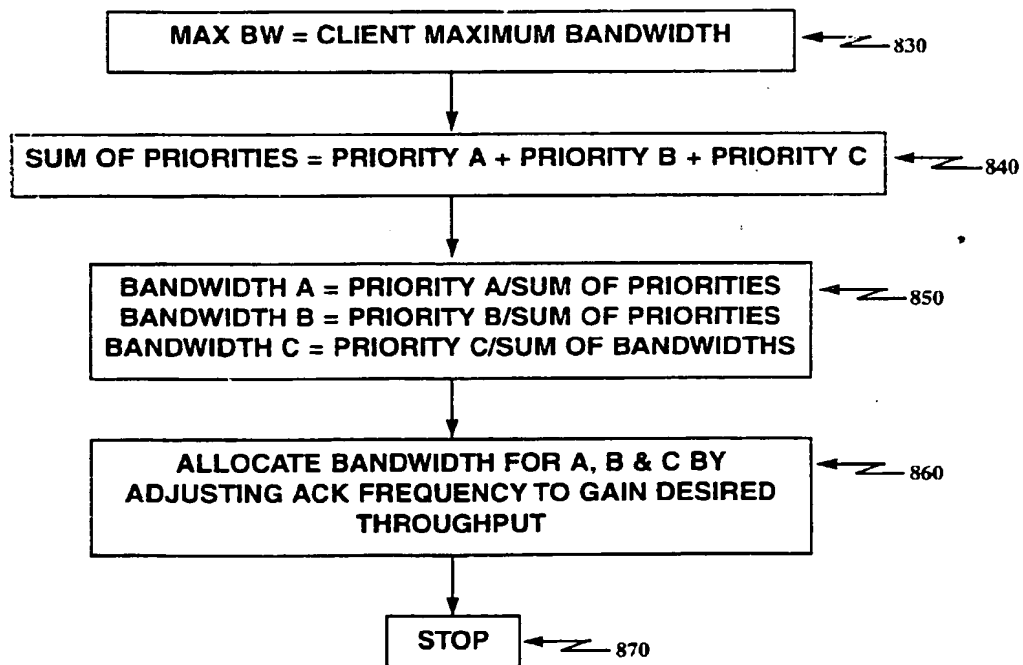 MAX BW = CLIENT MAXIMUM BANDWIDTH
830
SUM OF PRIORITIES = PRIORITY A + PRIORITY B + PRIORITY C
840
BANDWIDTH A = PRIORITY A/SUM OF PRIORITIES
BANDWIDTH B = PRIORITY B/SUM OF PRIORITIES
BANDWIDTH C = PRIORITY C/SUM OF BANDWIDTHS
850
ALLOCATE BANDWIDTH FOR A, B & C BY
ADJUSTING ACK FREQUENCY TO GAIN DESIRED
THROUGHPUT
860
STOP
870